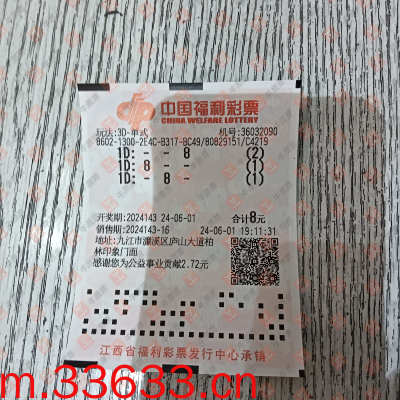 中国福利彩票
CHINA WELFARE LOTTERY
玩法:3D-单式 机号:36032090
8602-1300-2E4C-B317-BC49/80829151/C4219
1D: - - 8 (2)
1D: 8 - - (1)
1D: - 8 - (1)
开奖期:2024143 24-06-01 合计8元
销售期:2024143-16 24-06-01 19:11:31
地址:九江市濂溪区庐山大道柏
林印象门面
感谢您为公益事业贡献2.72元
江西省福利彩票发行中心承销
m.33633.cn